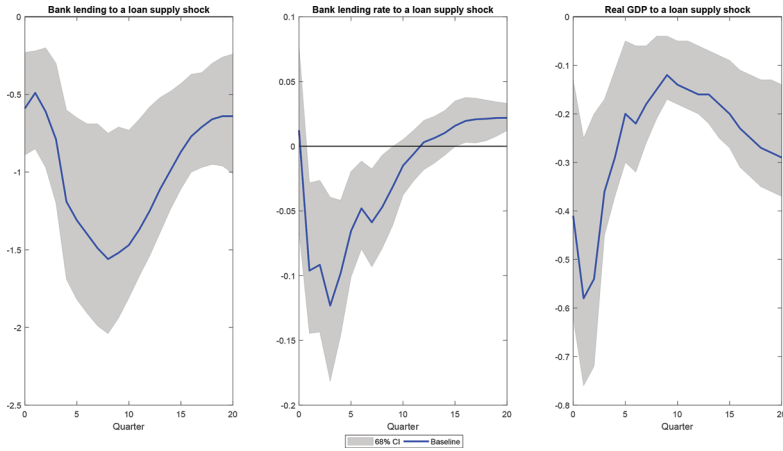 Bank lending to a loan supply shock
0
-0.5
-1
-1.5
-2
-2.5
0 5 10 15 20
Quarter
Bank lending rate to a loan supply shock
0.1
0.05
0
-0.05
-0.1
-0.15
-0.2
0 5 10 15 20
Quarter
Real GDP to a loan supply shock
0
-0.1
-0.2
-0.3
-0.4
-0.5
-0.6
-0.7
-0.8
0 5 10 15 20
Quarter
68% CI Baseline